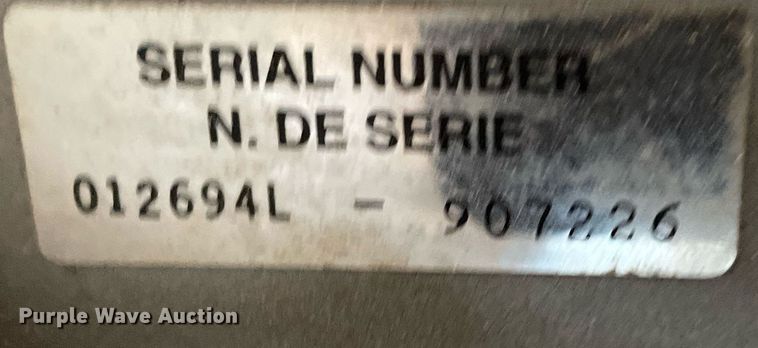 SERIAL NUMBER
N. DE SERIE
012694L - 907226
Purple Wave Auction